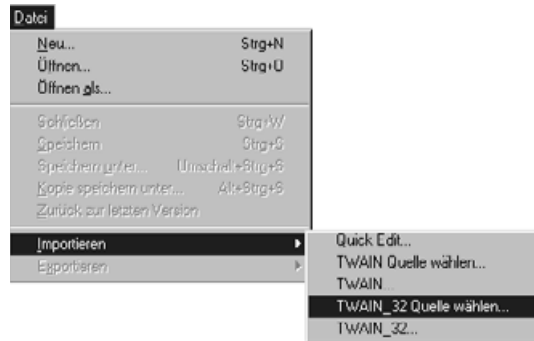 Datei
Neu... Strg+N
Öffnen... Strg+O
Öffnen als...
Schließen Strg+W
Speichern Strg+S
Speichern unter... Umschalt+Strg+S
Kopie speichern unter... Alt+Strg+S
Zurück zur letzten Version
Importieren
Exportieren
Quick Edit...
TWAIN Quelle wählen...
TWAIN...
TWAIN_32 Quelle wählen...
TWAIN_32...